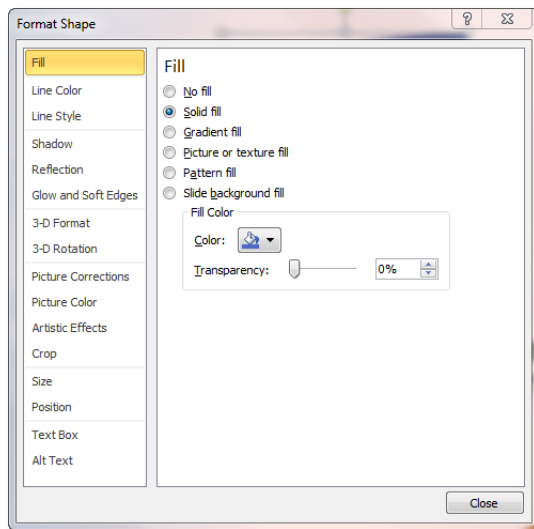 Format Shape
Fill
Line Color
Line Style
Shadow
Reflection
Glow and Soft Edges
3-D Format
3-D Rotation
Picture Corrections
Picture Color
Artistic Effects
Crop
Size
Position
Text Box
Alt Text
Fill
No fill
Solid fill
Gradient fill
Picture or texture fill
Pattern fill
Slide background fill
Fill Color
Color:
Transparency: 0%
Close